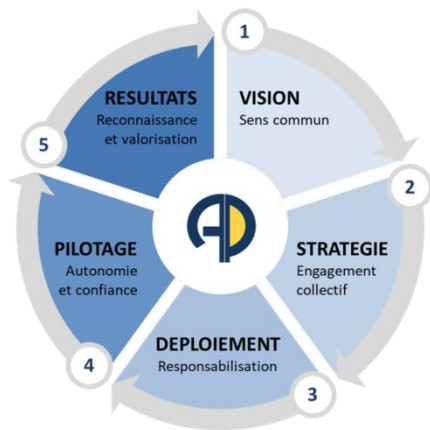 1
VISION
Sens commun
2
STRATEGIE
Engagement
collectif
3
DEPLOIEMENT
Responsabilisation
4
PILOTAGE
Autonomie
et confiance
5
RESULTATS
Reconnaissance
et valorisation
AP